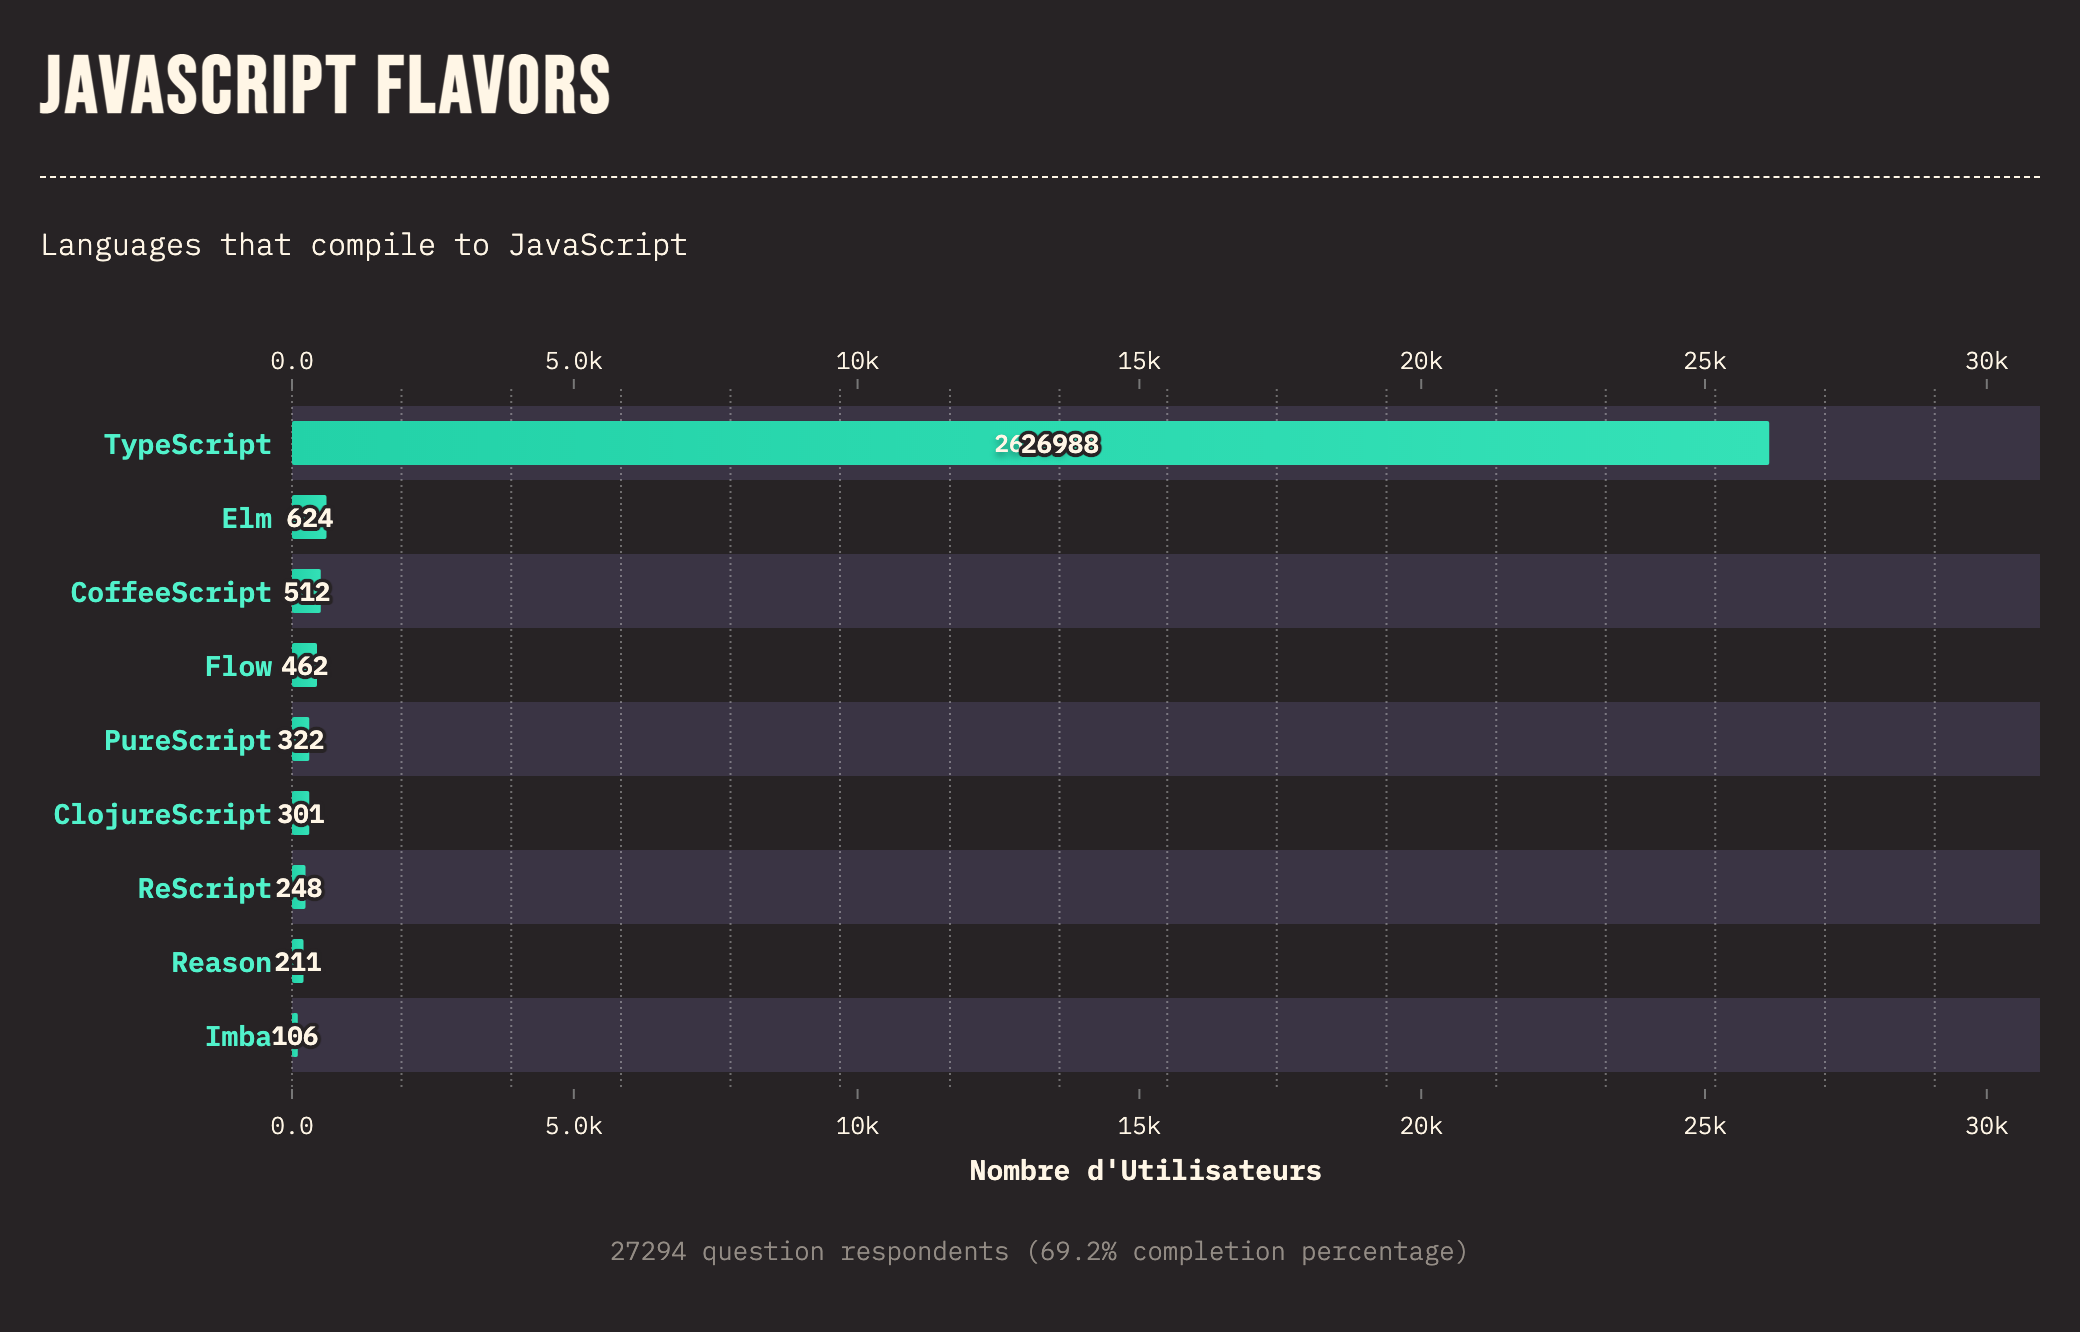 JAVASCRIPT FLAVORS
Languages that compile to JavaScript
0.0 5.0k 10k 15k 20k 25k 30k
TypeScript 26988
Elm 624
CoffeeScript 512
Flow 462
PureScript 322
ClojureScript 301
ReScript 248
Reason 211
Imba 106
0.0 5.0k 10k 15k 20k 25k 30k
Nombre d'Utilisateurs
27294 question respondents (69.2% completion percentage)